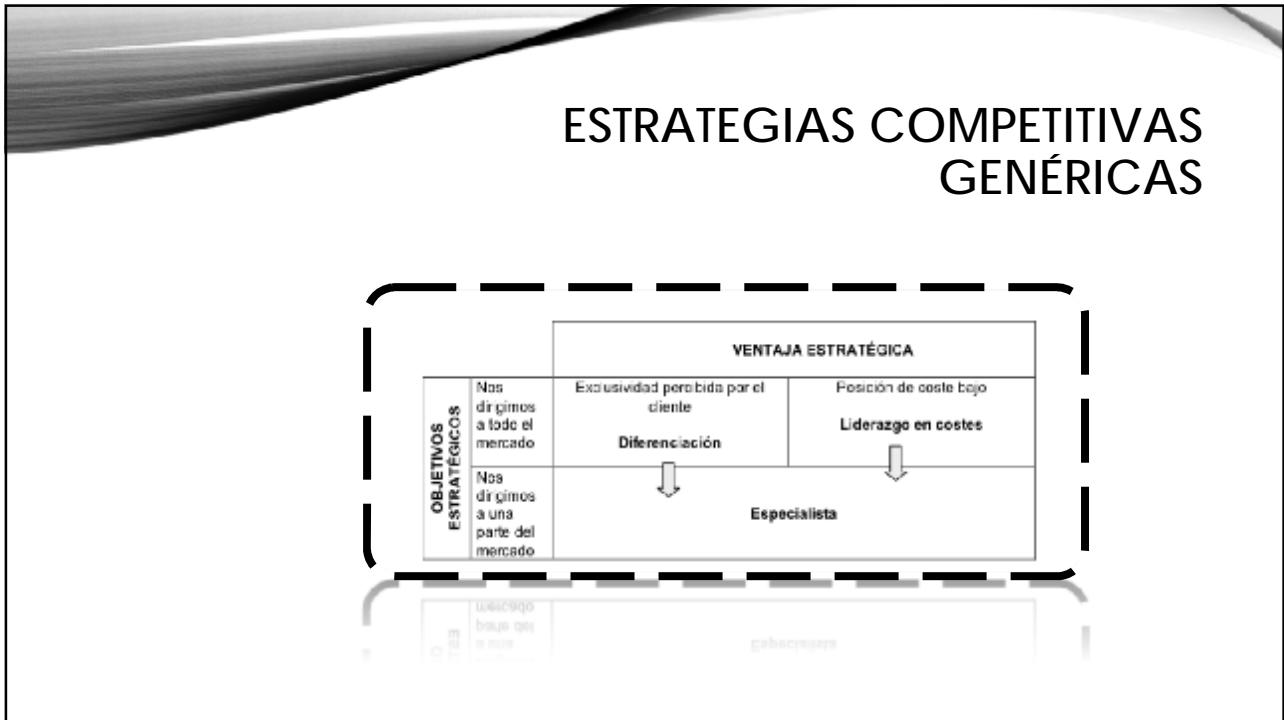 ESTRATEGIAS COMPETITIVAS
GENÉRICAS
VENTAJA ESTRATÉGICA
OBJETIVOS
ESTRATÉGICOS
Nos
dirigimos
a todo el
mercado
Exclusividad percibida por el
cliente
Diferenciación
Posición de coste bajo
Liderazgo en costes
Nos
dirigimos
a una
parte del
mercado
Especialista